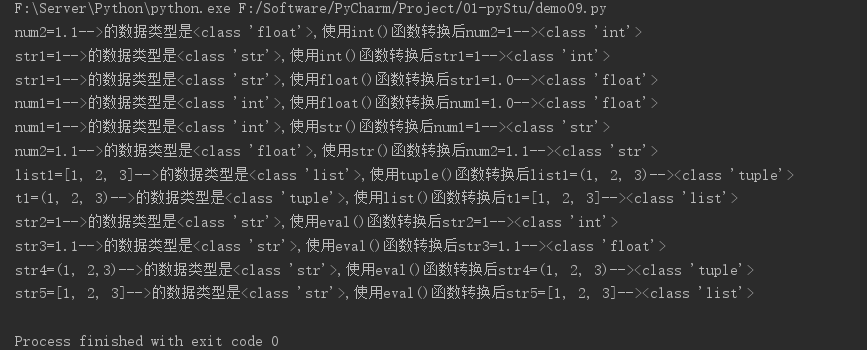 F:\Server\Python\python.exe F:/Software/PyCharm/Project/01-pyStu/demo09.py
num2=1.1-->的数据类型是<class 'float'>,使用int()函数转换后num2=1--><class 'int'>
str1=1-->的数据类型是<class 'str'>,使用int()函数转换后str1=1--><class 'int'>
str1=1-->的数据类型是<class 'str'>,使用float()函数转换后str1=1.0--><class 'float'>
num1=1-->的数据类型是<class 'int'>,使用float()函数转换后num1=1.0--><class 'float'>
num1=1-->的数据类型是<class 'int'>,使用str()函数转换后num1=1--><class 'str'>
num2=1.1-->的数据类型是<class 'float'>,使用str()函数转换后num2=1.1--><class 'str'>
list1=[1, 2, 3]-->的数据类型是<class 'list'>,使用tuple()函数转换后list1=(1, 2, 3)--><class 'tuple'>
t1=(1, 2, 3)-->的数据类型是<class 'tuple'>,使用list()函数转换后t1=[1, 2, 3]--><class 'list'>
str2=1-->的数据类型是<class 'str'>,使用eval()函数转换后str2=1--><class 'int'>
str3=1.1-->的数据类型是<class 'str'>,使用eval()函数转换后str3=1.1--><class 'float'>
str4=(1, 2,3)-->的数据类型是<class 'str'>,使用eval()函数转换后str4=(1, 2, 3)--><class 'tuple'>
str5=[1, 2, 3]-->的数据类型是<class 'str'>,使用eval()函数转换后str5=[1, 2, 3]--><class 'list'>
Process finished with exit code 0